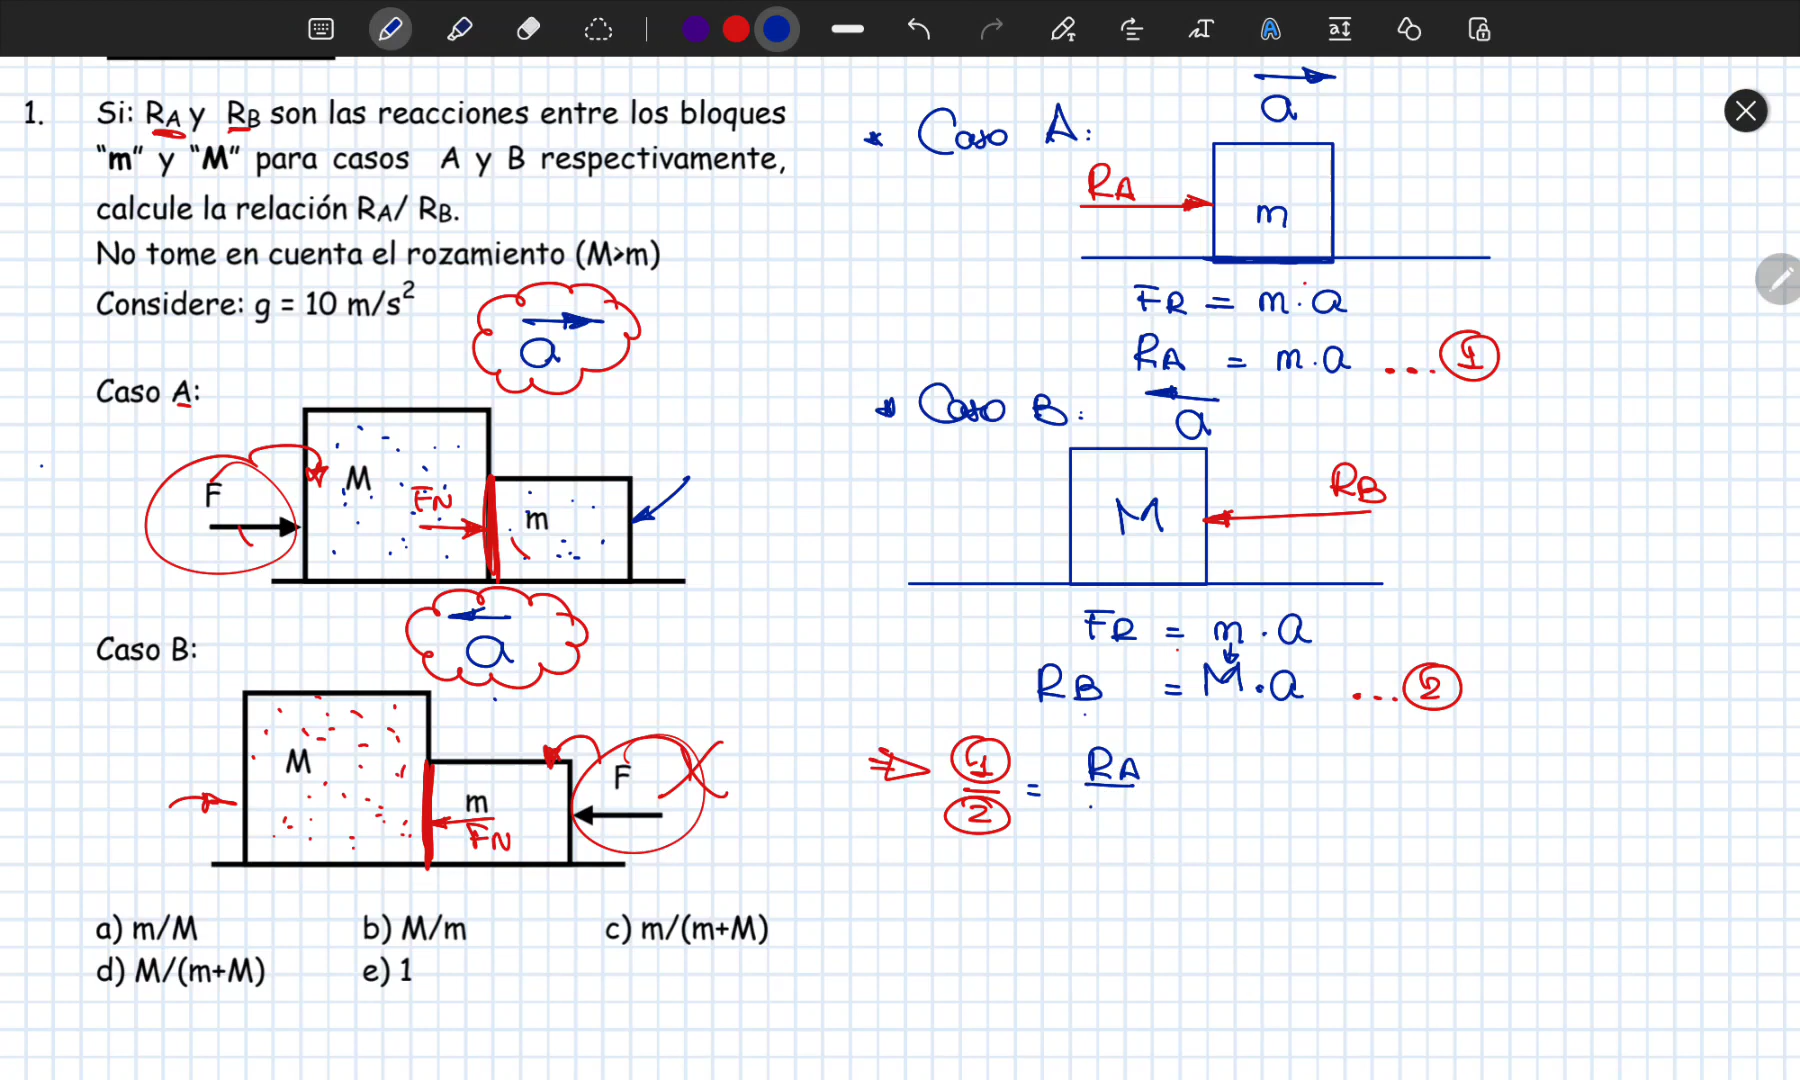 1. Si: RA y RB son las reacciones entre los bloques
"m" y "M" para casos A y B respectivamente,
calcule la relación RA/ RB.
No tome en cuenta el rozamiento (M>m)
Considere: g = 10 m/s²
a
Caso A:
F
M
FN
m
a
Caso B:
M
m
FN
F
a) m/M b) M/m c) m/(m+M)
d) M/(m+M) e) 1
* Caso A:
a
RA
m
FR = m.a
RA = m.a ... 1
* Caso B:
a
M
RB
FR = m.a
RB = M.a ... 2
⇒ 1/2 = RA